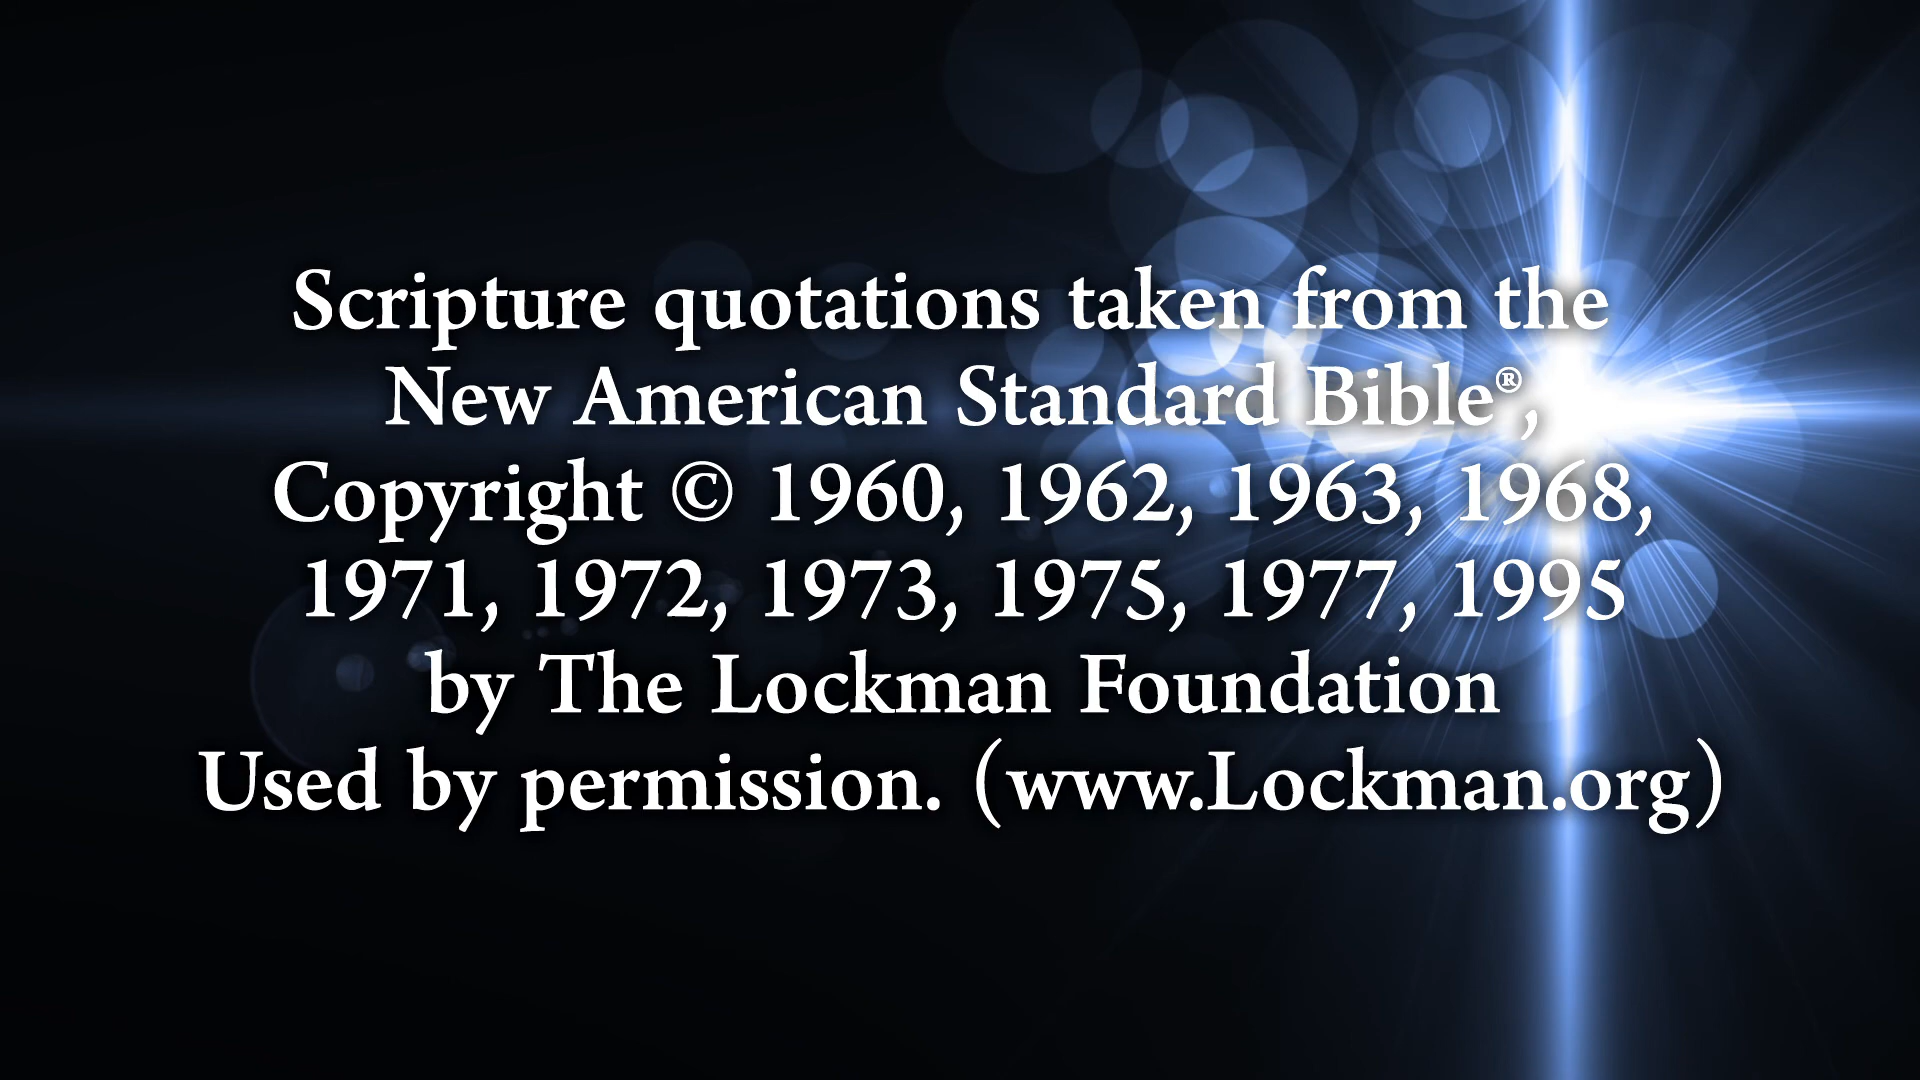 Scripture quotations taken from the
New American Standard Bible®,
Copyright © 1960, 1962, 1963, 1968,
1971, 1972, 1973, 1975, 1977, 1995
by The Lockman Foundation
Used by permission. (www.Lockman.org)